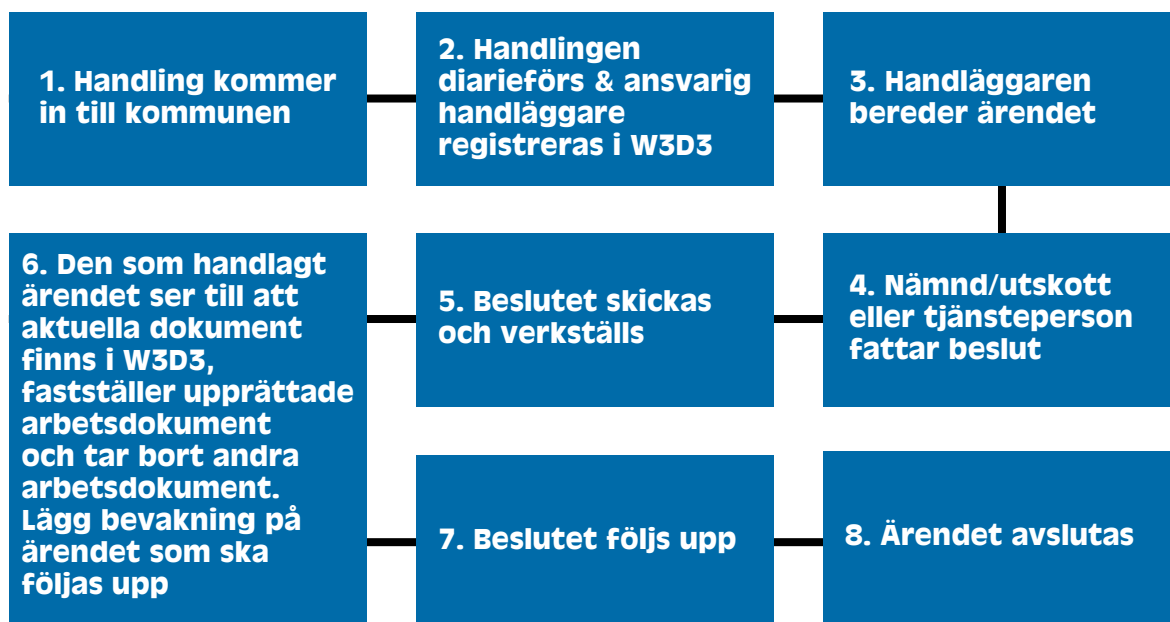 1. Handling kommer
in till kommunen
2. Handlingen
diarieförs & ansvarig
handläggare
registreras i W3D3
3. Handläggaren
bereder ärendet
4. Nämnd/utskott
eller tjänsteperson
fattar beslut
5. Beslutet skickas
och verkställs
6. Den som handlagt
ärendet ser till att
aktuella dokument
finns i W3D3,
fastställer upprättade
arbetsdokument
och tar bort andra
arbetsdokument.
Lägg bevakning på
ärendet som ska
följas upp
7. Beslutet följs upp
8. Ärendet avslutas